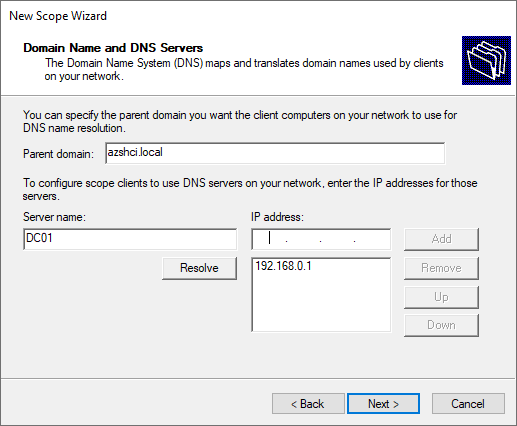 New Scope Wizard
Domain Name and DNS Servers
The Domain Name System (DNS) maps and translates domain names used by clients
on your network.
You can specify the parent domain you want the client computers on your network to use for
DNS name resolution.
Parent domain: azshci.local
To configure scope clients to use DNS servers on your network, enter the IP addresses for those
servers.
Server name: IP address:
DC01 . . . Add
Resolve 192.168.0.1 Remove
Up
Down
< Back Next > Cancel